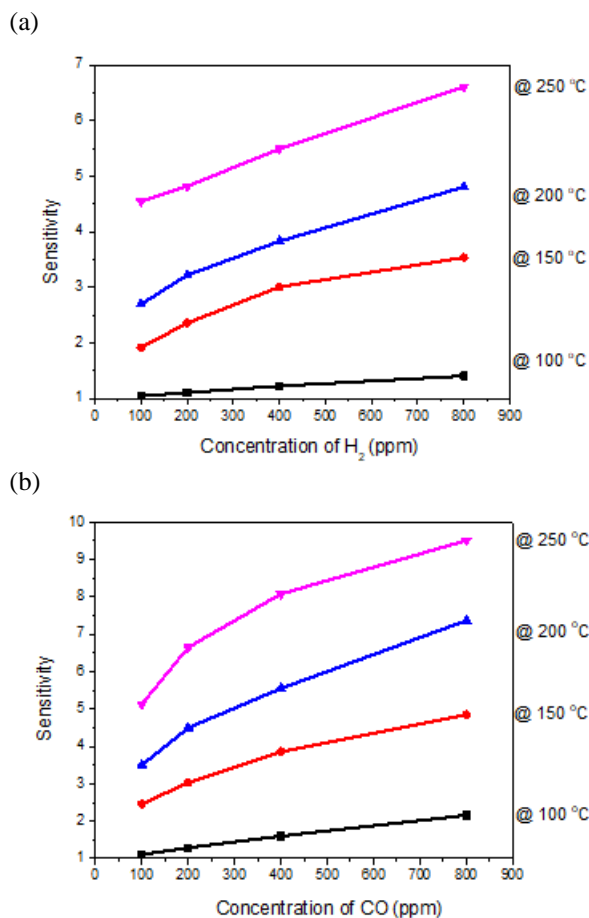 (a)
7
6
5
4
3
2
1
Sensitivity
@ 250 °C
@ 200 °C
@ 150 °C
@ 100 °C
0 100 200 300 400 500 600 700 800 900
Concentration of H₂ (ppm)
(b)
10
9
8
7
6
5
4
3
2
1
Sensitivity
@ 250 °C
@ 200 °C
@ 150 °C
@ 100 °C
0 100 200 300 400 500 600 700 800 900
Concentration of CO (ppm)